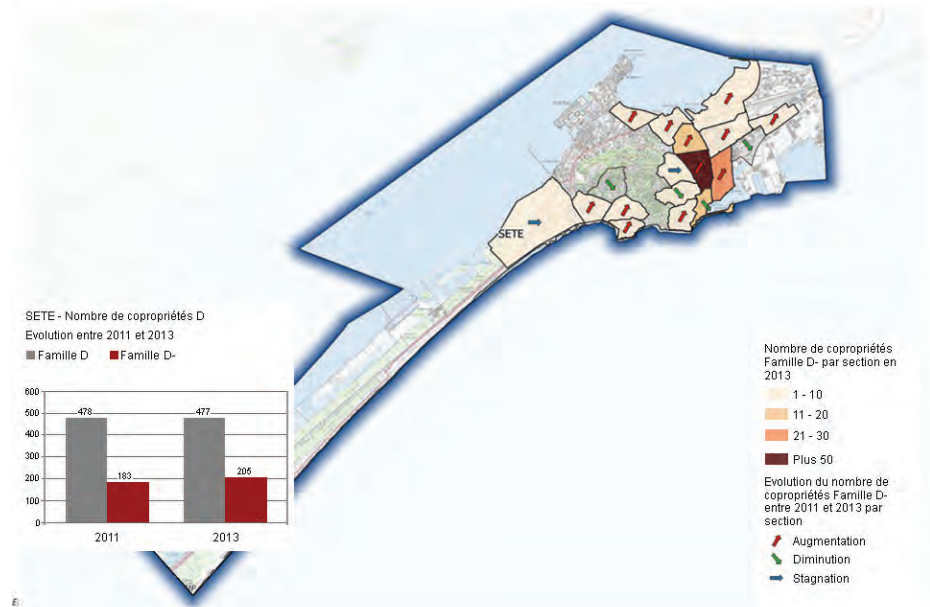 SETE
SETE - Nombre de copropriétés D
Evolution entre 2011 et 2013
Famille D Famille D-
600
500
400
300
200
100
0
478
183
477
205
2011
2013
Nombre de copropriétés
Famille D- par section en
2013
1 - 10
11 - 20
21 - 30
Plus 50
Evolution du nombre de
copropriétés Famille D-
entre 2011 et 2013 par
section
Augmentation
Diminution
Stagnation